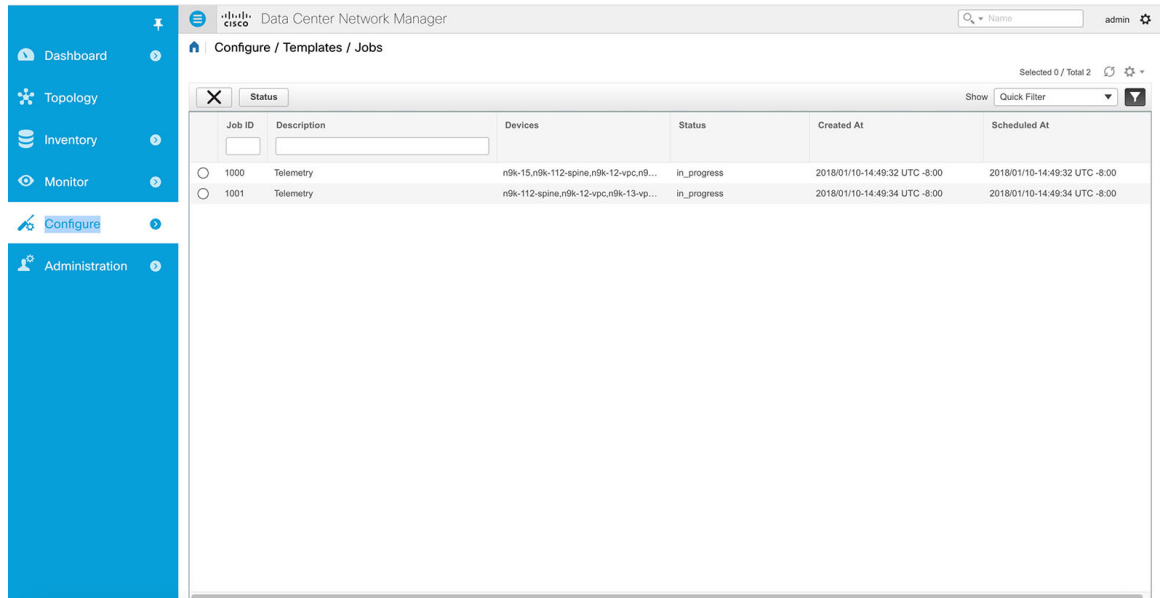 cisco Data Center Network Manager
Name
admin
Dashboard
Topology
Inventory
Monitor
Configure
Administration
Configure / Templates / Jobs
Selected 0 / Total 2
Status
Show Quick Filter
Job ID Description Devices Status Created At Scheduled At
1000 Telemetry n9k-15,n9k-112-spine,n9k-12-vpc,n9... in_progress 2018/01/10-14:49:32 UTC -8:00 2018/01/10-14:49:32 UTC -8:00
1001 Telemetry n9k-112-spine,n9k-12-vpc,n9k-13-vp... in_progress 2018/01/10-14:49:34 UTC -8:00 2018/01/10-14:49:34 UTC -8:00